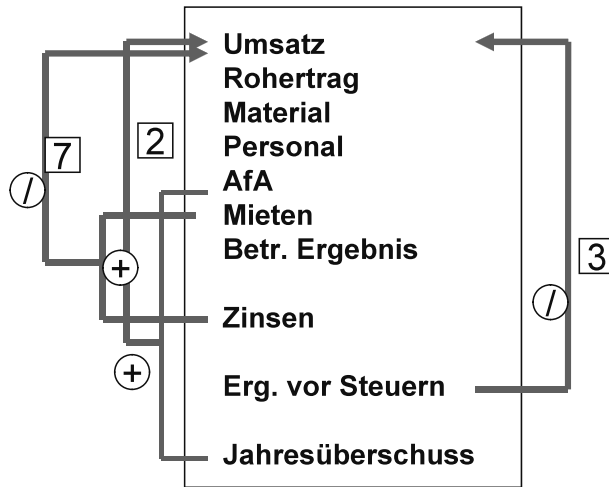 Umsatz
Rohertrag
Material
Personal
AfA
Mieten
Betr. Ergebnis
Zinsen
Erg. vor Steuern
Jahresüberschuss
7
2
3
/
+
+
/